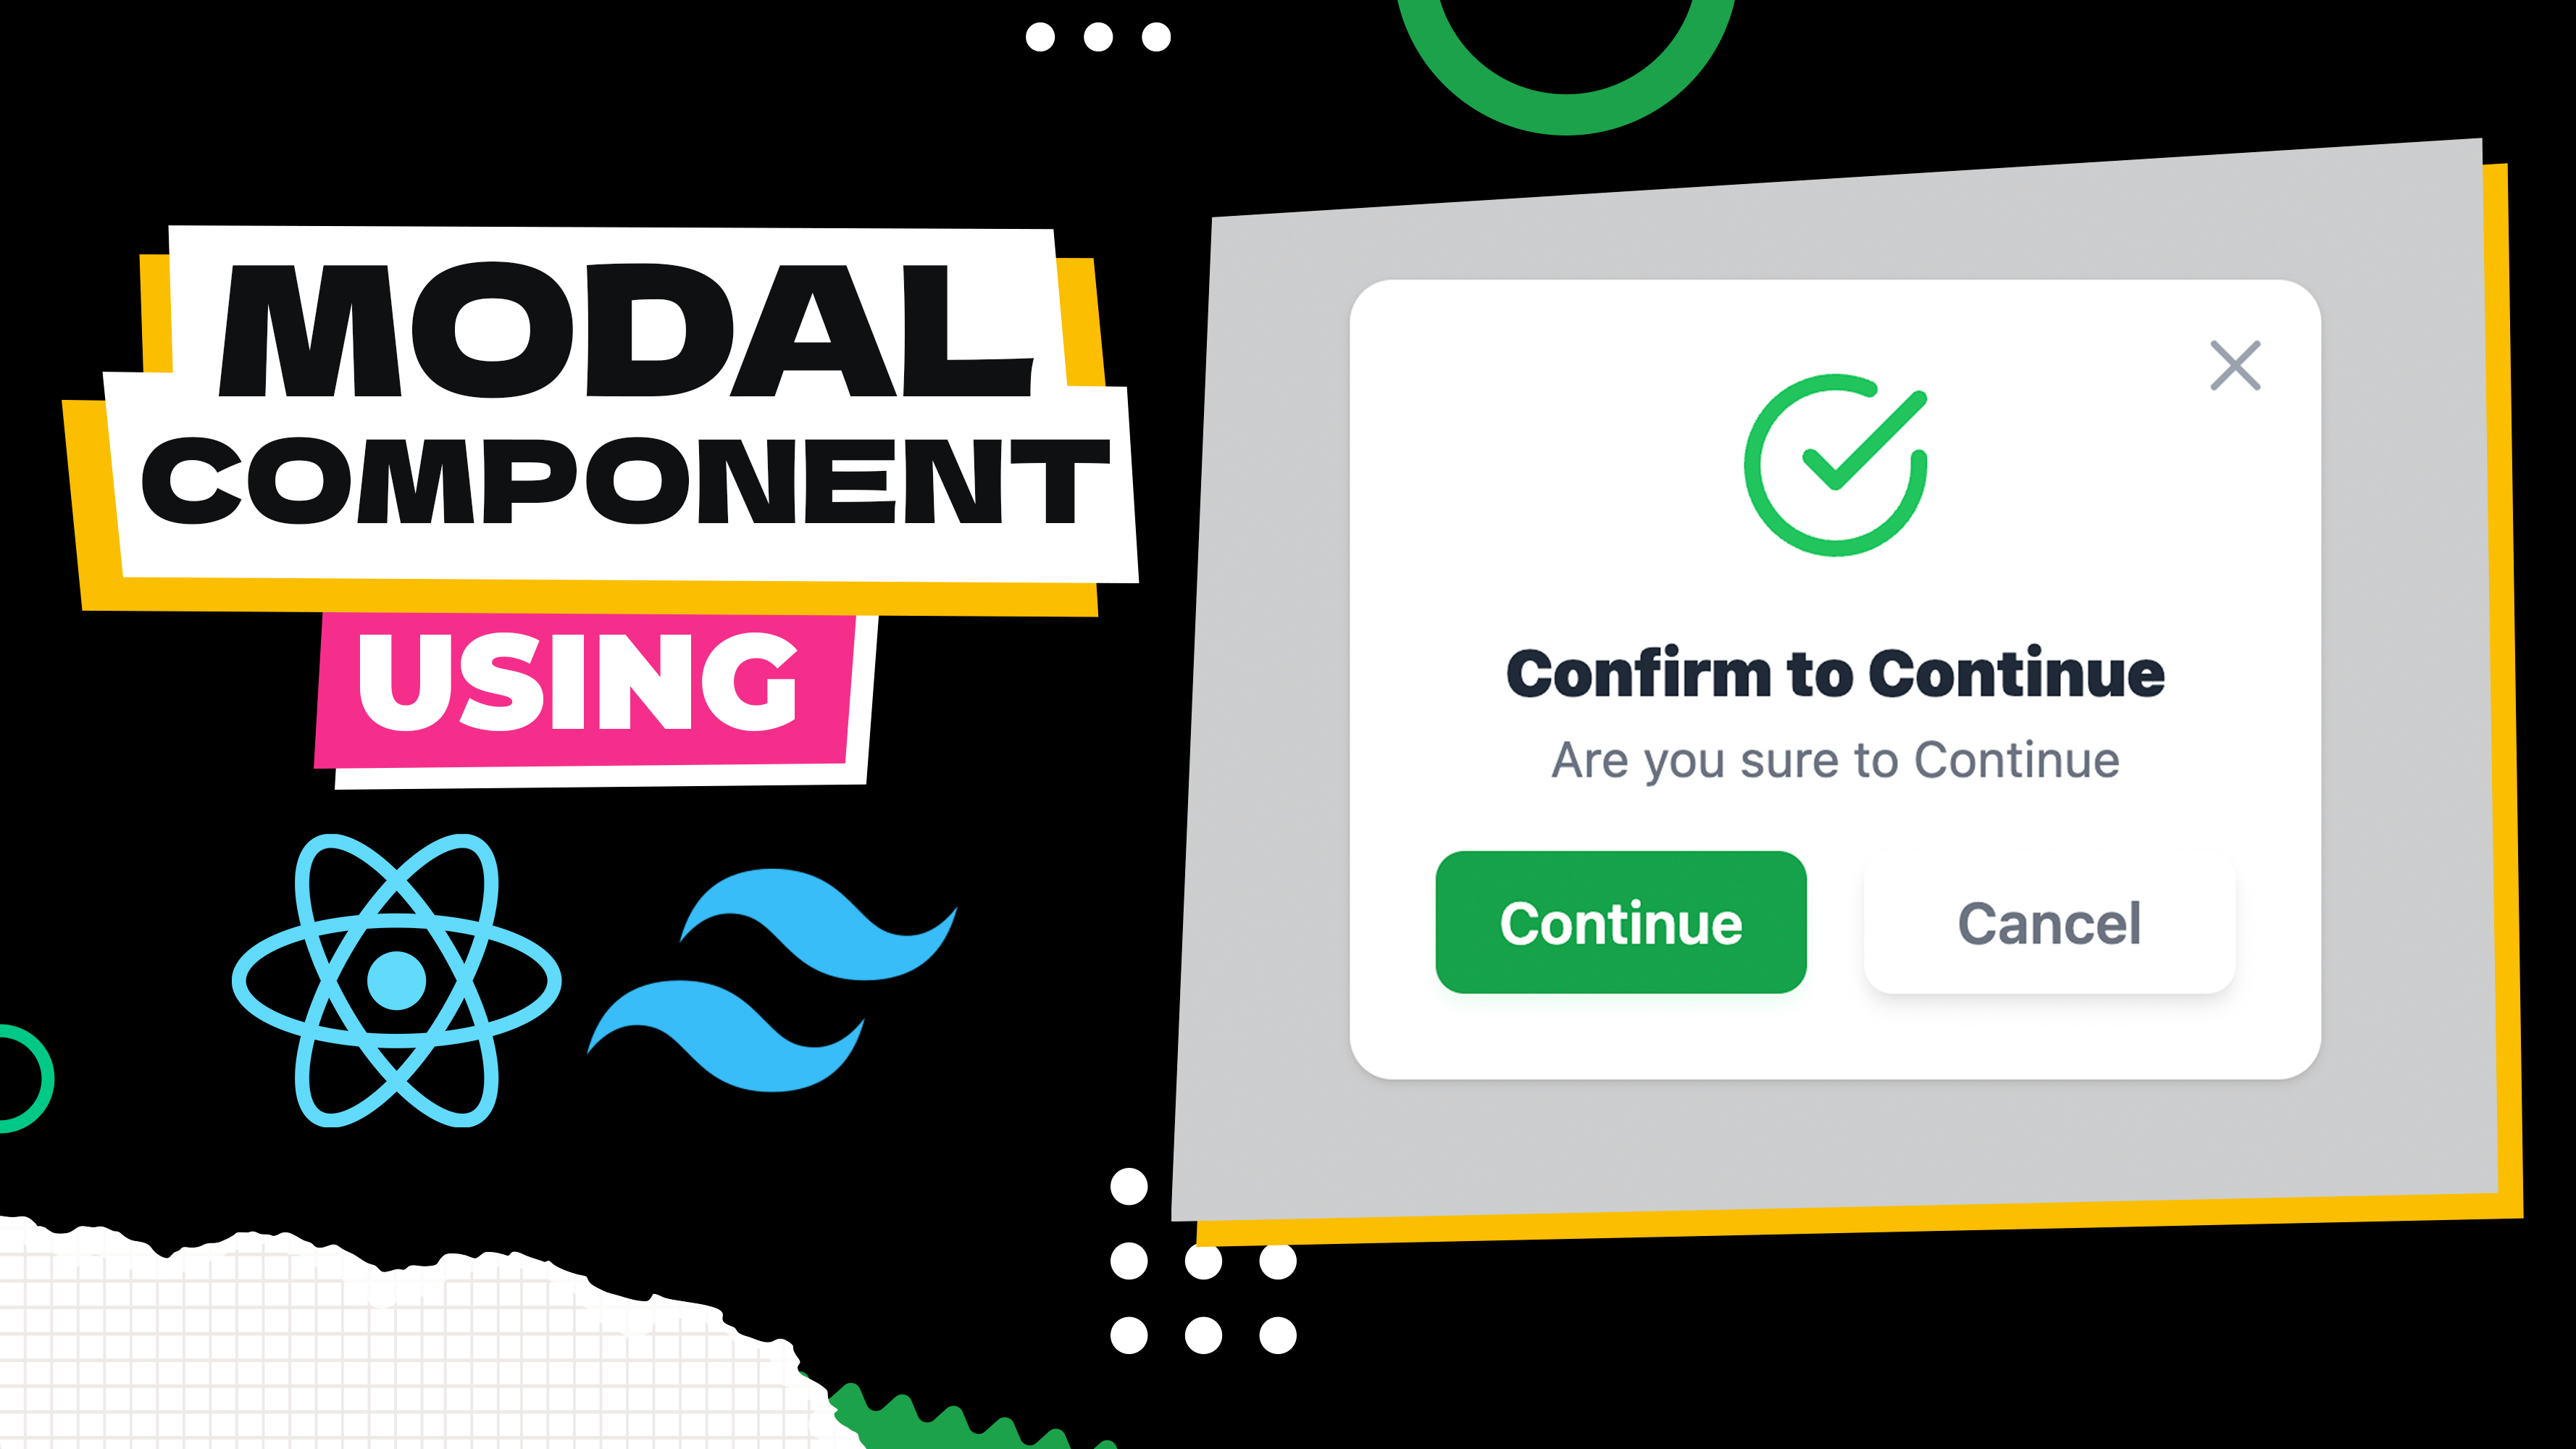 MODAL
COMPONENT
USING
Confirm to Continue
Are you sure to Continue
Continue
Cancel